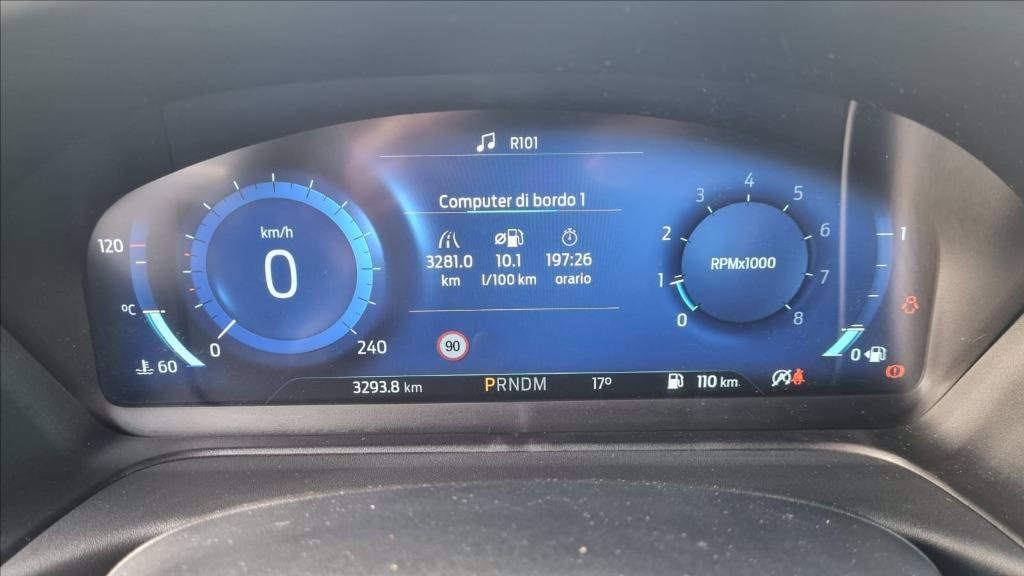 R101
Computer di bordo 1
3281.0 10.1 197:26
km l/100 km orario
120
°C
60
km/h
0
0 240
90
3
4
5
2
6
1
7
0
8
RPMx1000
1
0
3293.8 km PRNDM 17° 110 km